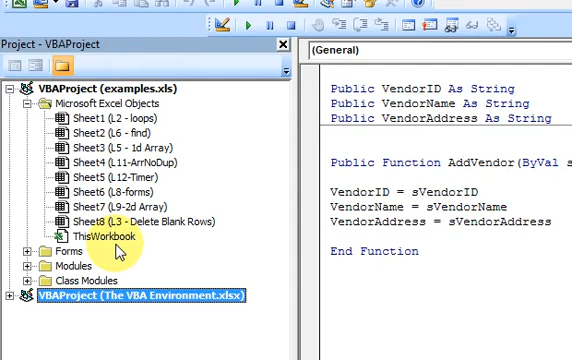 Project - VBAProject
(General)
VBAProject (examples.xls)
Microsoft Excel Objects
Sheet1 (L2 - loops)
Sheet2 (L6 - find)
Sheet3 (L5 - 1d Array)
Sheet4 (L11-ArrNoDup)
Sheet5 (L12-Timer)
Sheet6 (L8-forms)
Sheet7 (L9-2d Array)
Sheet8 (L3 - Delete Blank Rows)
ThisWorkbook
Forms
Modules
Class Modules
VBAProject (The VBA Environment.xlsx)
Public VendorID As String
Public VendorName As String
Public VendorAddress As String
Public Function AddVendor(ByVal s
VendorID = sVendorID
VendorName = sVendorName
VendorAddress = sVendorAddress
End Function